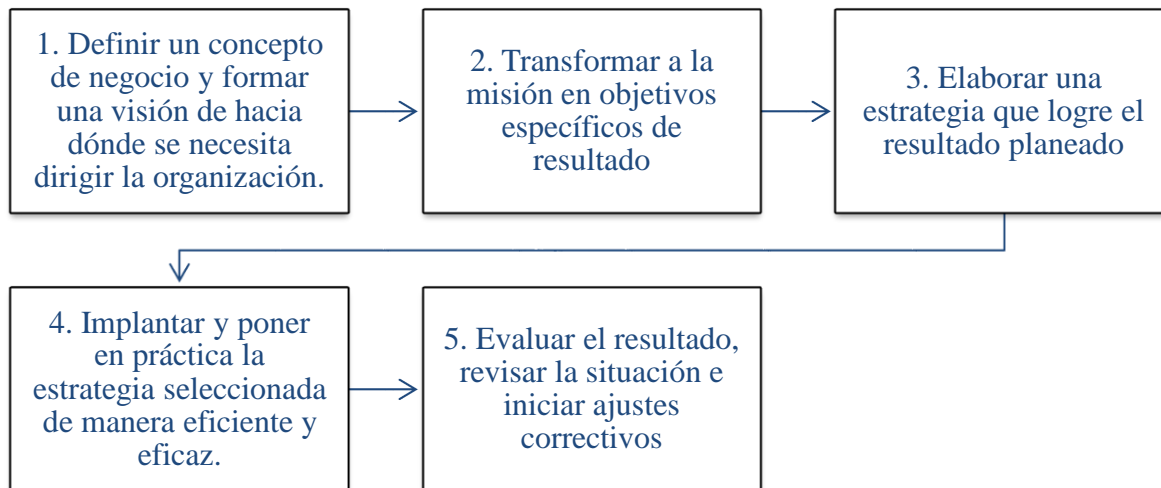 1. Definir un concepto
de negocio y formar
una visión de hacia
dónde se necesita
dirigir la organización.
2. Transformar a la
misión en objetivos
específicos de
resultado
3. Elaborar una
estrategia que logre el
resultado planeado
4. Implantar y poner
en práctica la
estrategia seleccionada
de manera eficiente y
eficaz.
5. Evaluar el resultado,
revisar la situación e
iniciar ajustes
correctivos